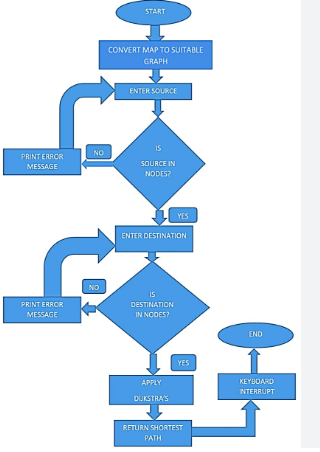 START
CONVERT MAP TO SUITABLE
GRAPH
ENTER SOURCE
IS
SOURCE IN
NODES?
NO
PRINT ERROR
MESSAGE
YES
ENTER DESTINATION
IS
DESTINATION
IN NODES?
NO
PRINT ERROR
MESSAGE
YES
APPLY
DIJKSTRA'S
RETURN SHORTEST
PATH
KEYBOARD
INTERRUPT
END